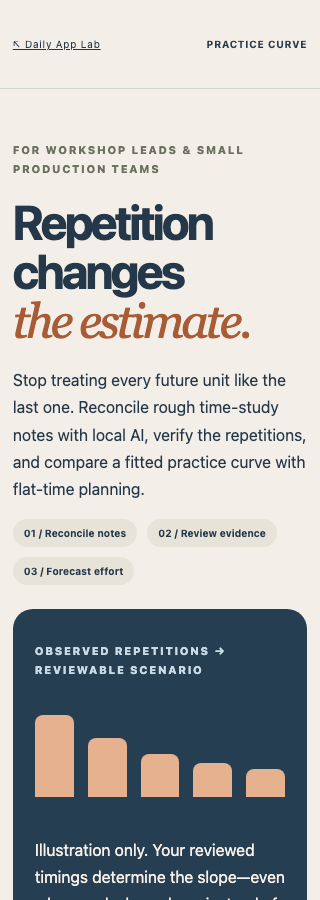 ↖ Daily App Lab
PRACTICE CURVE
FOR WORKSHOP LEADS & SMALL
PRODUCTION TEAMS
Repetition
changes
the estimate.
Stop treating every future unit like the
last one. Reconcile rough time-study
notes with local AI, verify the repetitions,
and compare a fitted practice curve with
flat-time planning.
01 / Reconcile notes
02 / Review evidence
03 / Forecast effort
OBSERVED REPETITIONS →
REVIEWABLE SCENARIO
Illustration only. Your reviewed
timings determine the slope—even